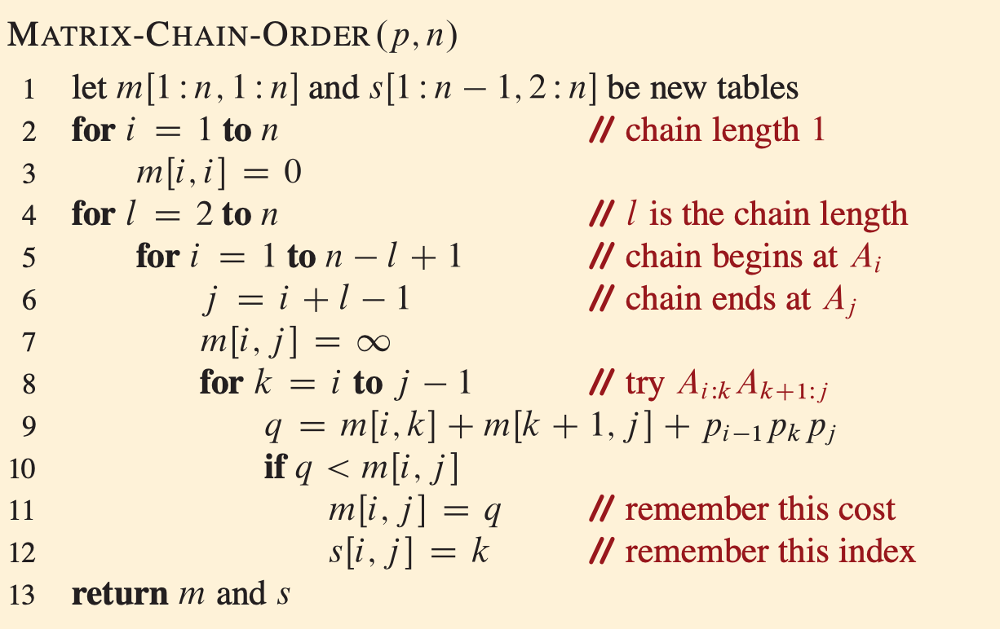 MATRIX-CHAIN-ORDER(p, n)
1 let m[1:n, 1:n] and s[1:n − 1, 2:n] be new tables
2 for i = 1 to n // chain length 1
3 m[i, i] = 0
4 for l = 2 to n // l is the chain length
5 for i = 1 to n − l + 1 // chain begins at Aᵢ
6 j = i + l − 1 // chain ends at Aⱼ
7 m[i, j] = ∞
8 for k = i to j − 1 // try A_{i:k} A_{k+1:j}
9 q = m[i, k] + m[k + 1, j] + p_{i−1} p_k p_j
10 if q < m[i, j]
11 m[i, j] = q // remember this cost
12 s[i, j] = k // remember this index
13 return m and s